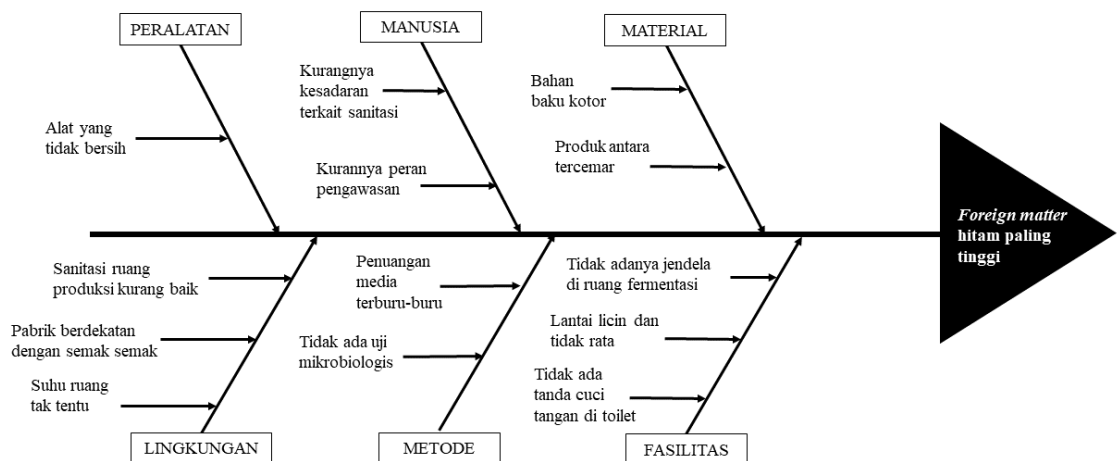 PERALATAN
MANUSIA
MATERIAL
Alat yang
tidak bersih
Kurangnya
kesadaran
terkait sanitasi
Kurannya peran
pengawasan
Bahan
baku kotor
Produk antara
tercemar
Foreign matter
hitam paling
tinggi
Sanitasi ruang
produksi kurang baik
Pabrik berdekatan
dengan semak semak
Suhu ruang
tak tentu
Penuangan
media
terburu-buru
Tidak ada uji
mikrobiologis
Tidak adanya jendela
di ruang fermentasi
Lantai licin dan
tidak rata
Tidak ada
tanda cuci
tangan di toilet
LINGKUNGAN
METODE
FASILITAS